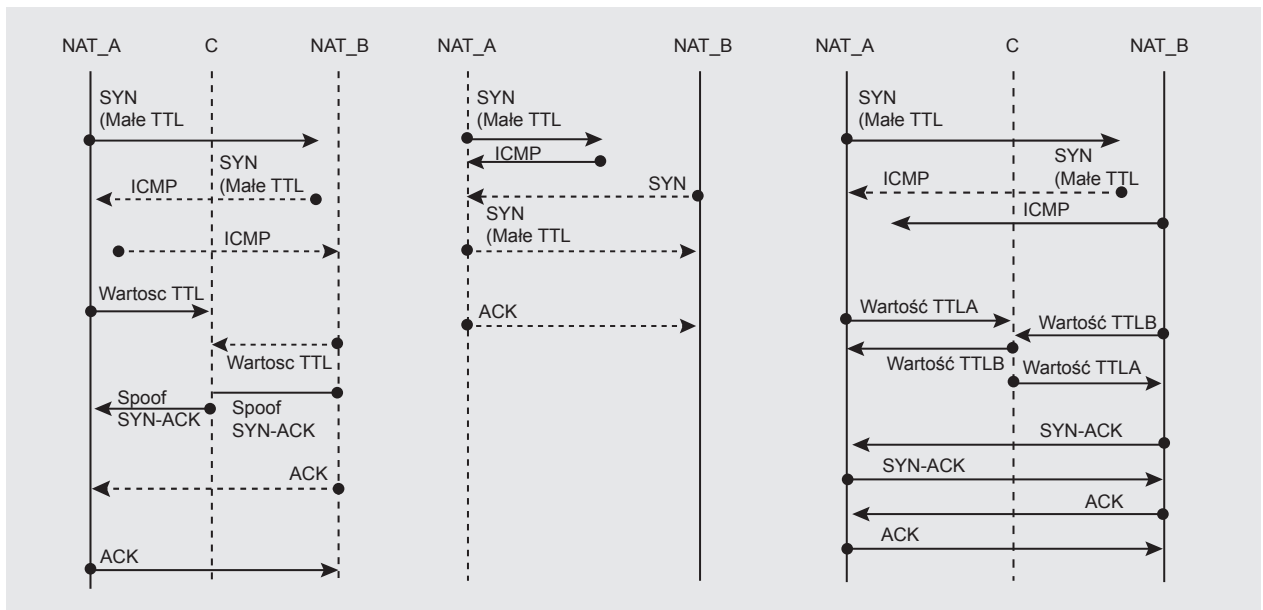 NAT_A
C
NAT_B
SYN
(Małe TTL
SYN
(Małe TTL
ICMP
ICMP
Wartosc TTL
Wartosc TTL
Spoof
SYN-ACK
Spoof
SYN-ACK
ACK
ACK
NAT_A
NAT_B
SYN
(Małe TTL
ICMP
SYN
SYN
(Małe TTL
ACK
NAT_A
C
NAT_B
SYN
(Małe TTL
SYN
(Małe TTL
ICMP
ICMP
Wartość TTLA
Wartość TTLB
Wartość TTLB
Wartość TTLA
SYN-ACK
SYN-ACK
ACK
ACK